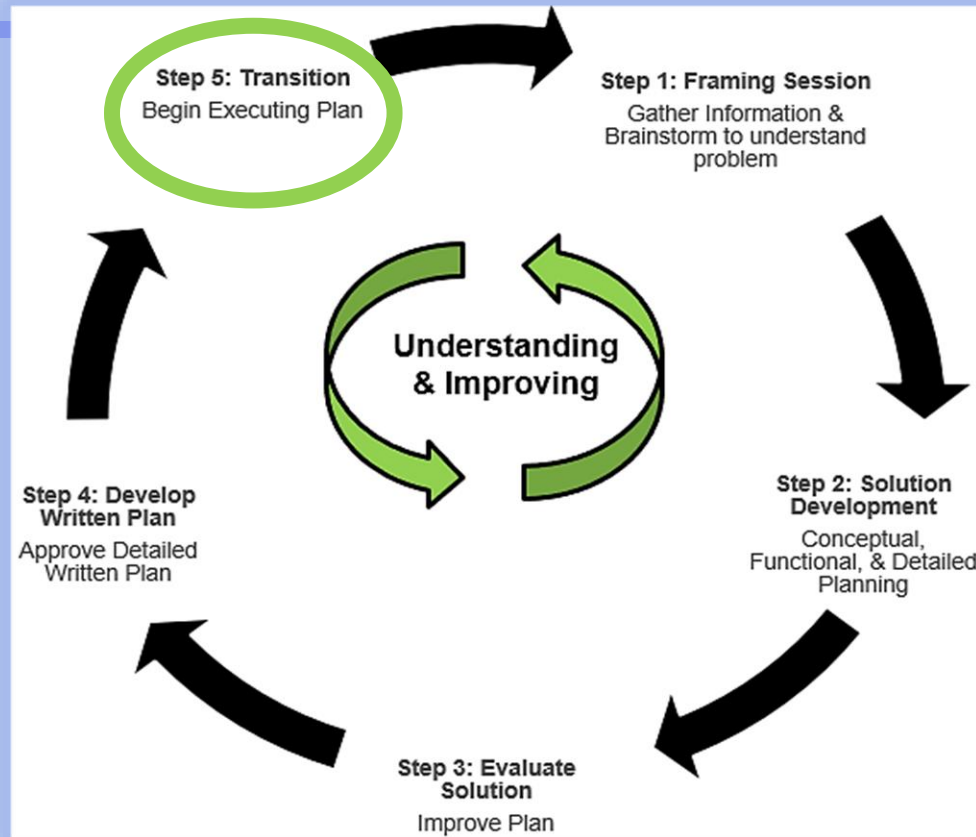 Step 5: Transition
Begin Executing Plan
Step 1: Framing Session
Gather Information &
Brainstorm to understand
problem
Understanding
& Improving
Step 2: Solution
Development
Conceptual,
Functional, & Detailed
Planning
Step 4: Develop
Written Plan
Approve Detailed
Written Plan
Step 3: Evaluate
Solution
Improve Plan